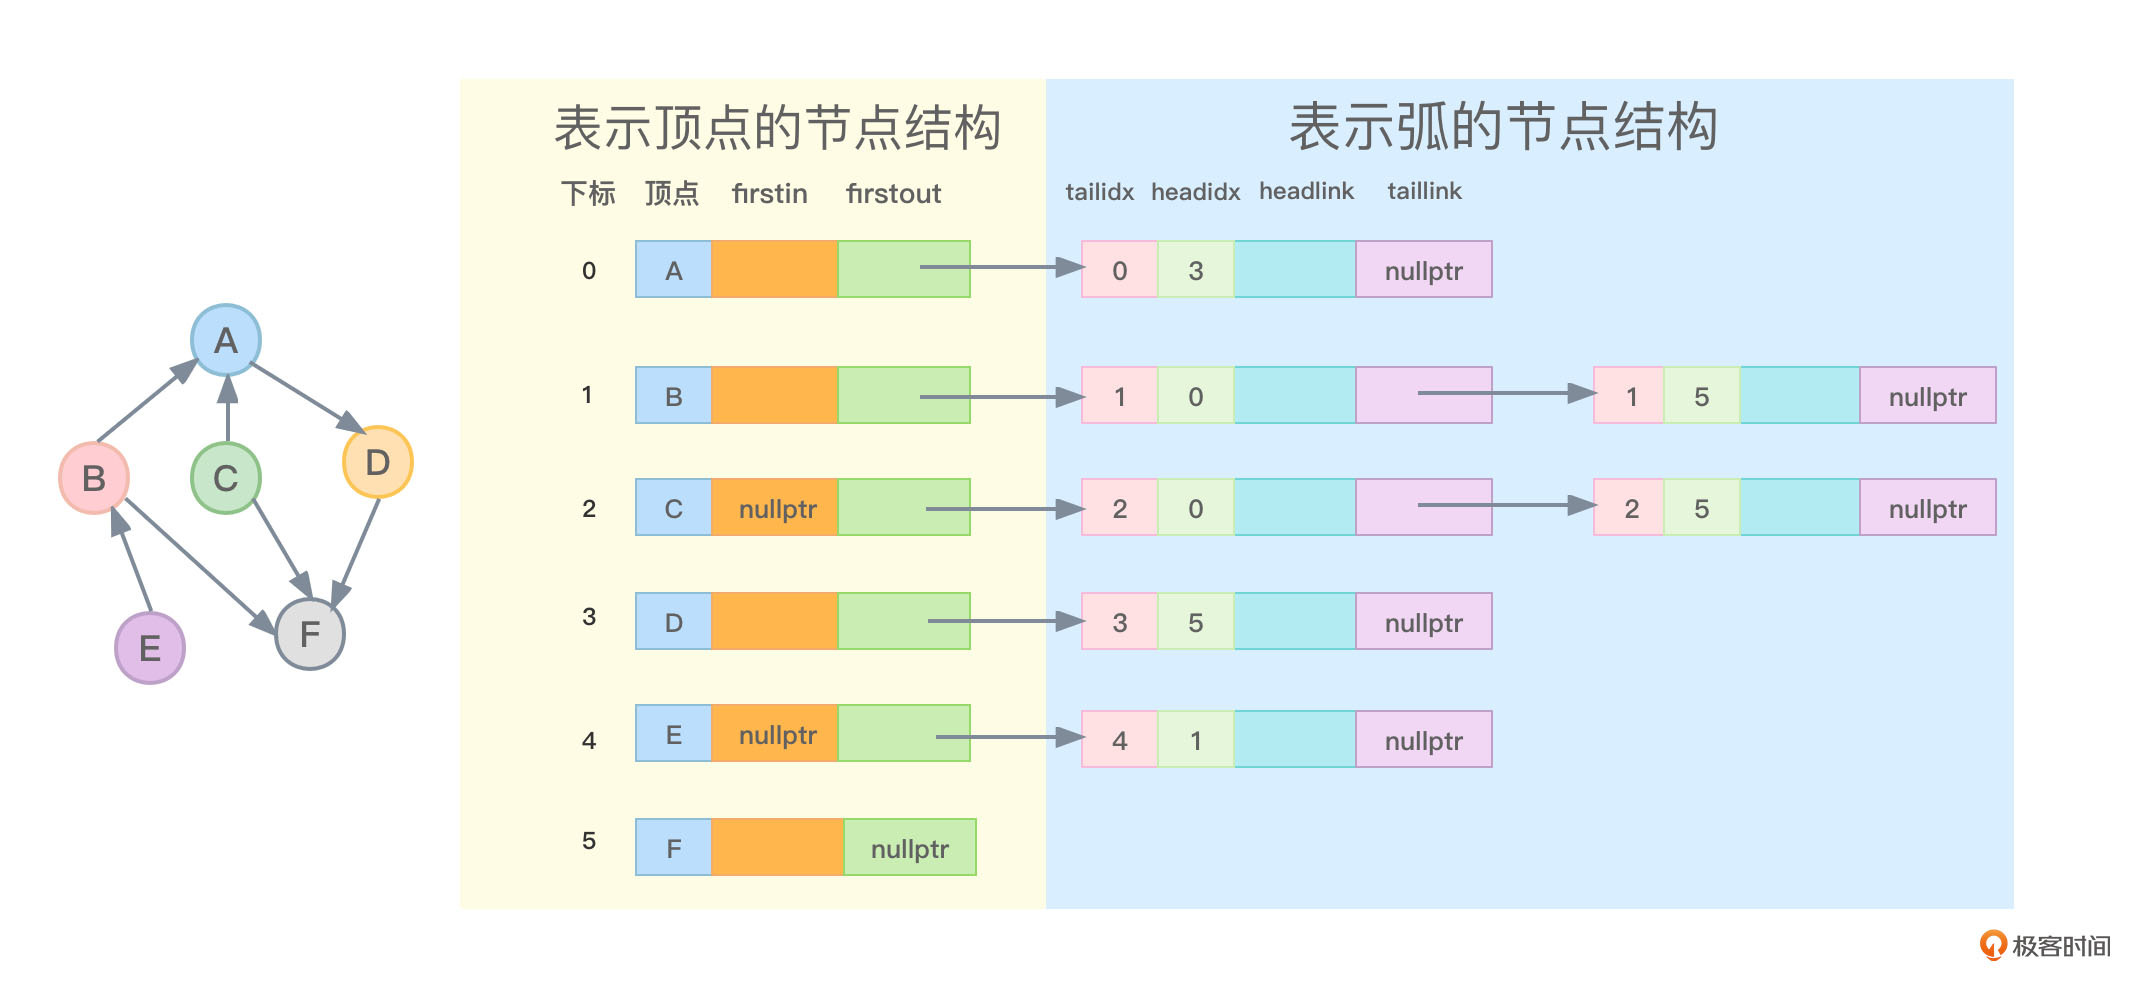 表示顶点的节点结构
表示弧的节点结构
下标 顶点 firstin firstout
tailidx headidx headlink taillink
0 A 0 3 nullptr
1 B 1 0 1 5 nullptr
2 C nullptr 2 0 2 5 nullptr
3 D 3 5 nullptr
4 E nullptr 4 1 nullptr
5 F nullptr
A
B
C
D
E
F
极客时间